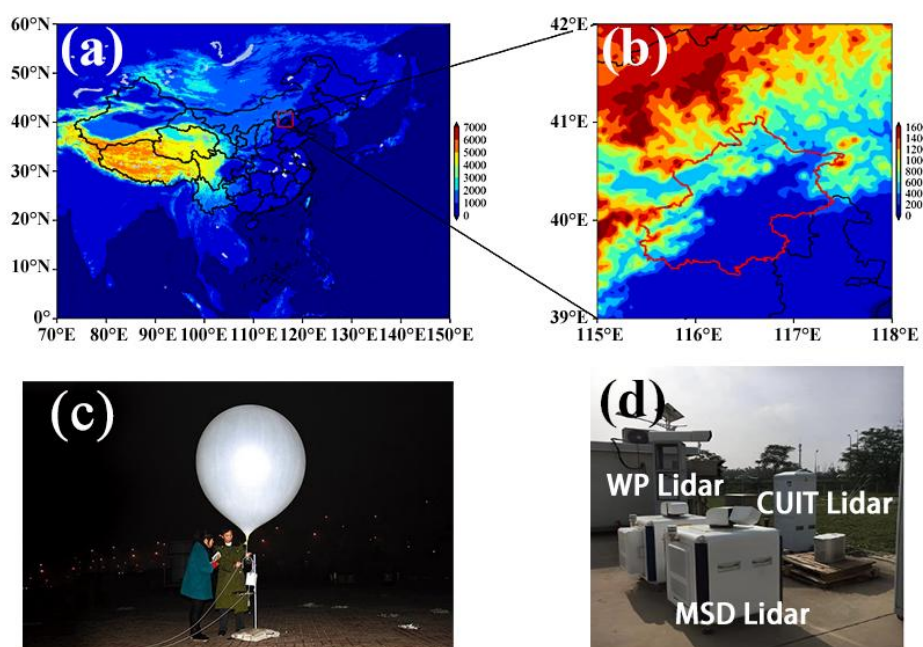 (a)
60°N
50°N
40°N
30°N
20°N
10°N
0°
70°E 80°E 90°E 100°E 110°E 120°E 130°E 140°E 150°E
7000
6000
5000
4000
3000
2000
1000
0
(b)
42°E
41°E
40°E
39°E
115°E 116°E 117°E 118°E
160
140
120
100
800
600
400
200
0
(c)
(d)
WP Lidar
CUIT Lidar
MSD Lidar